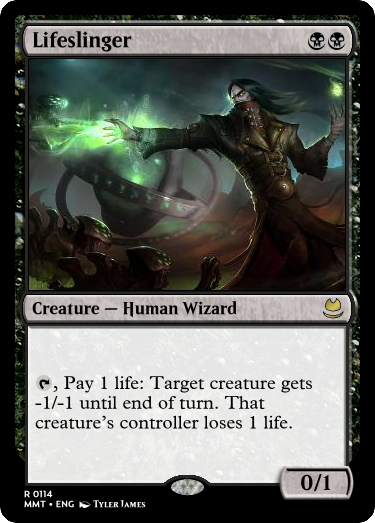 Lifeslinger
Creature — Human Wizard
, Pay 1 life: Target creature gets
-1/-1 until end of turn. That
creature's controller loses 1 life.
0/1
R 0114
MMT • ENG Tyler James